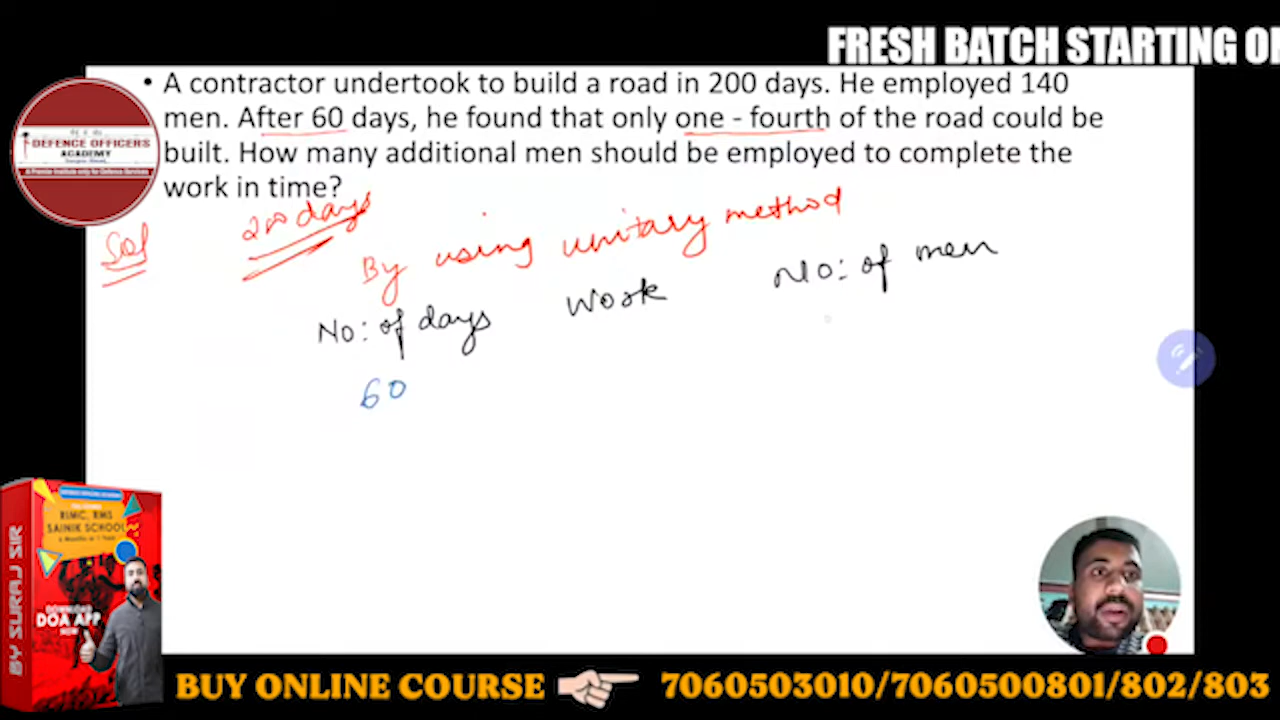 FRESH BATCH STARTING
• A contractor undertook to build a road in 200 days. He employed 140
men. After 60 days, he found that only one - fourth of the road could be
built. How many additional men should be employed to complete the
work in time?
DEFENCE OFFICERS
ACADEMY
Sol
200 days
By using unitary method
No: of days Work No: of men
60
RIMC, RMS
SAINIK SCHOOL
DOWNLOAD
DOA APP
NOW
BY SURAJ SIR
BUY ONLINE COURSE 7060503010/7060500801/802/803